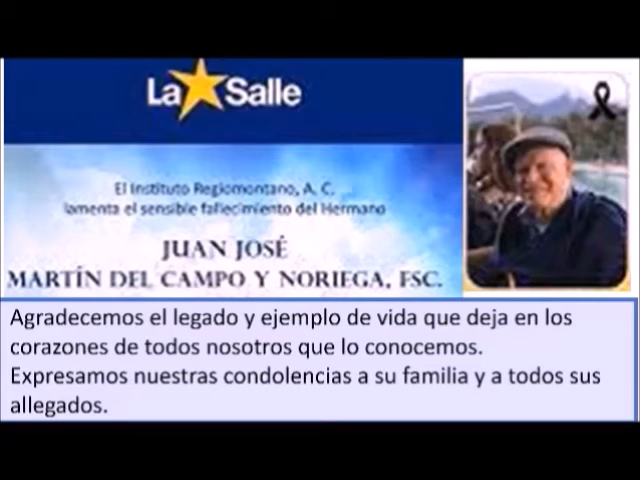 La Salle
El Instituto Regiomontano, A. C.
lamenta el sensible fallecimiento del Hermano
JUAN JOSÉ
MARTÍN DEL CAMPO Y NORIEGA, FSC.
Agradecemos el legado y ejemplo de vida que deja en los
corazones de todos nosotros que lo conocemos.
Expresamos nuestras condolencias a su familia y a todos sus
allegados.